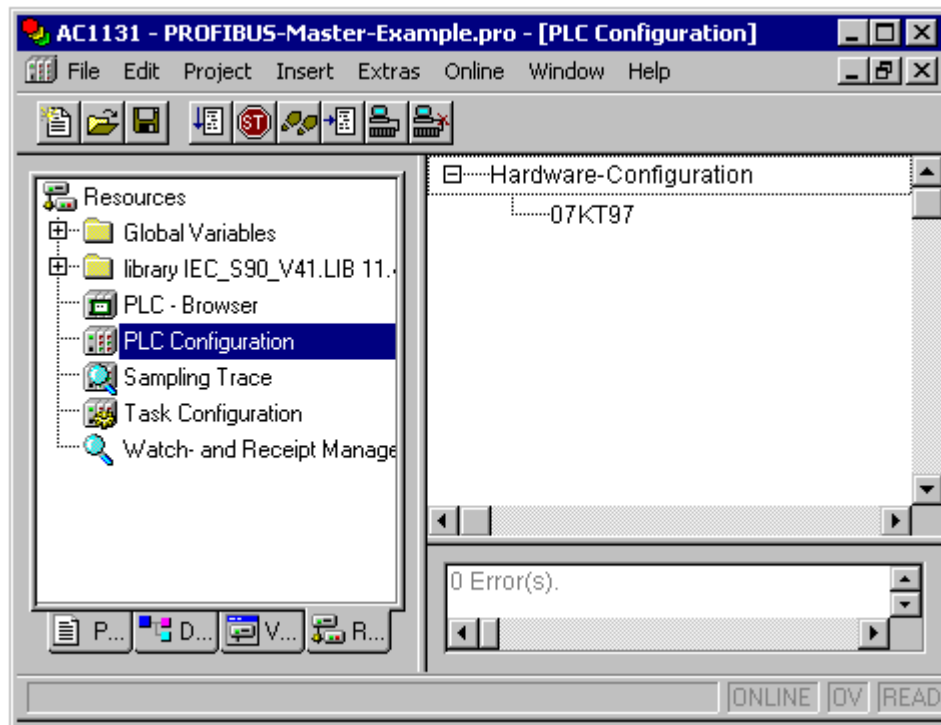 AC1131 - PROFIBUS-Master-Example.pro - [PLC Configuration]
File Edit Project Insert Extras Online Window Help
ST
Resources
Global Variables
library IEC_S90_V41.LIB 11.
PLC - Browser
PLC Configuration
Sampling Trace
Task Configuration
Watch- and Receipt Manage
P... D... V... R...
Hardware-Configuration
07KT97
0 Error(s).
ONLINE OV READ